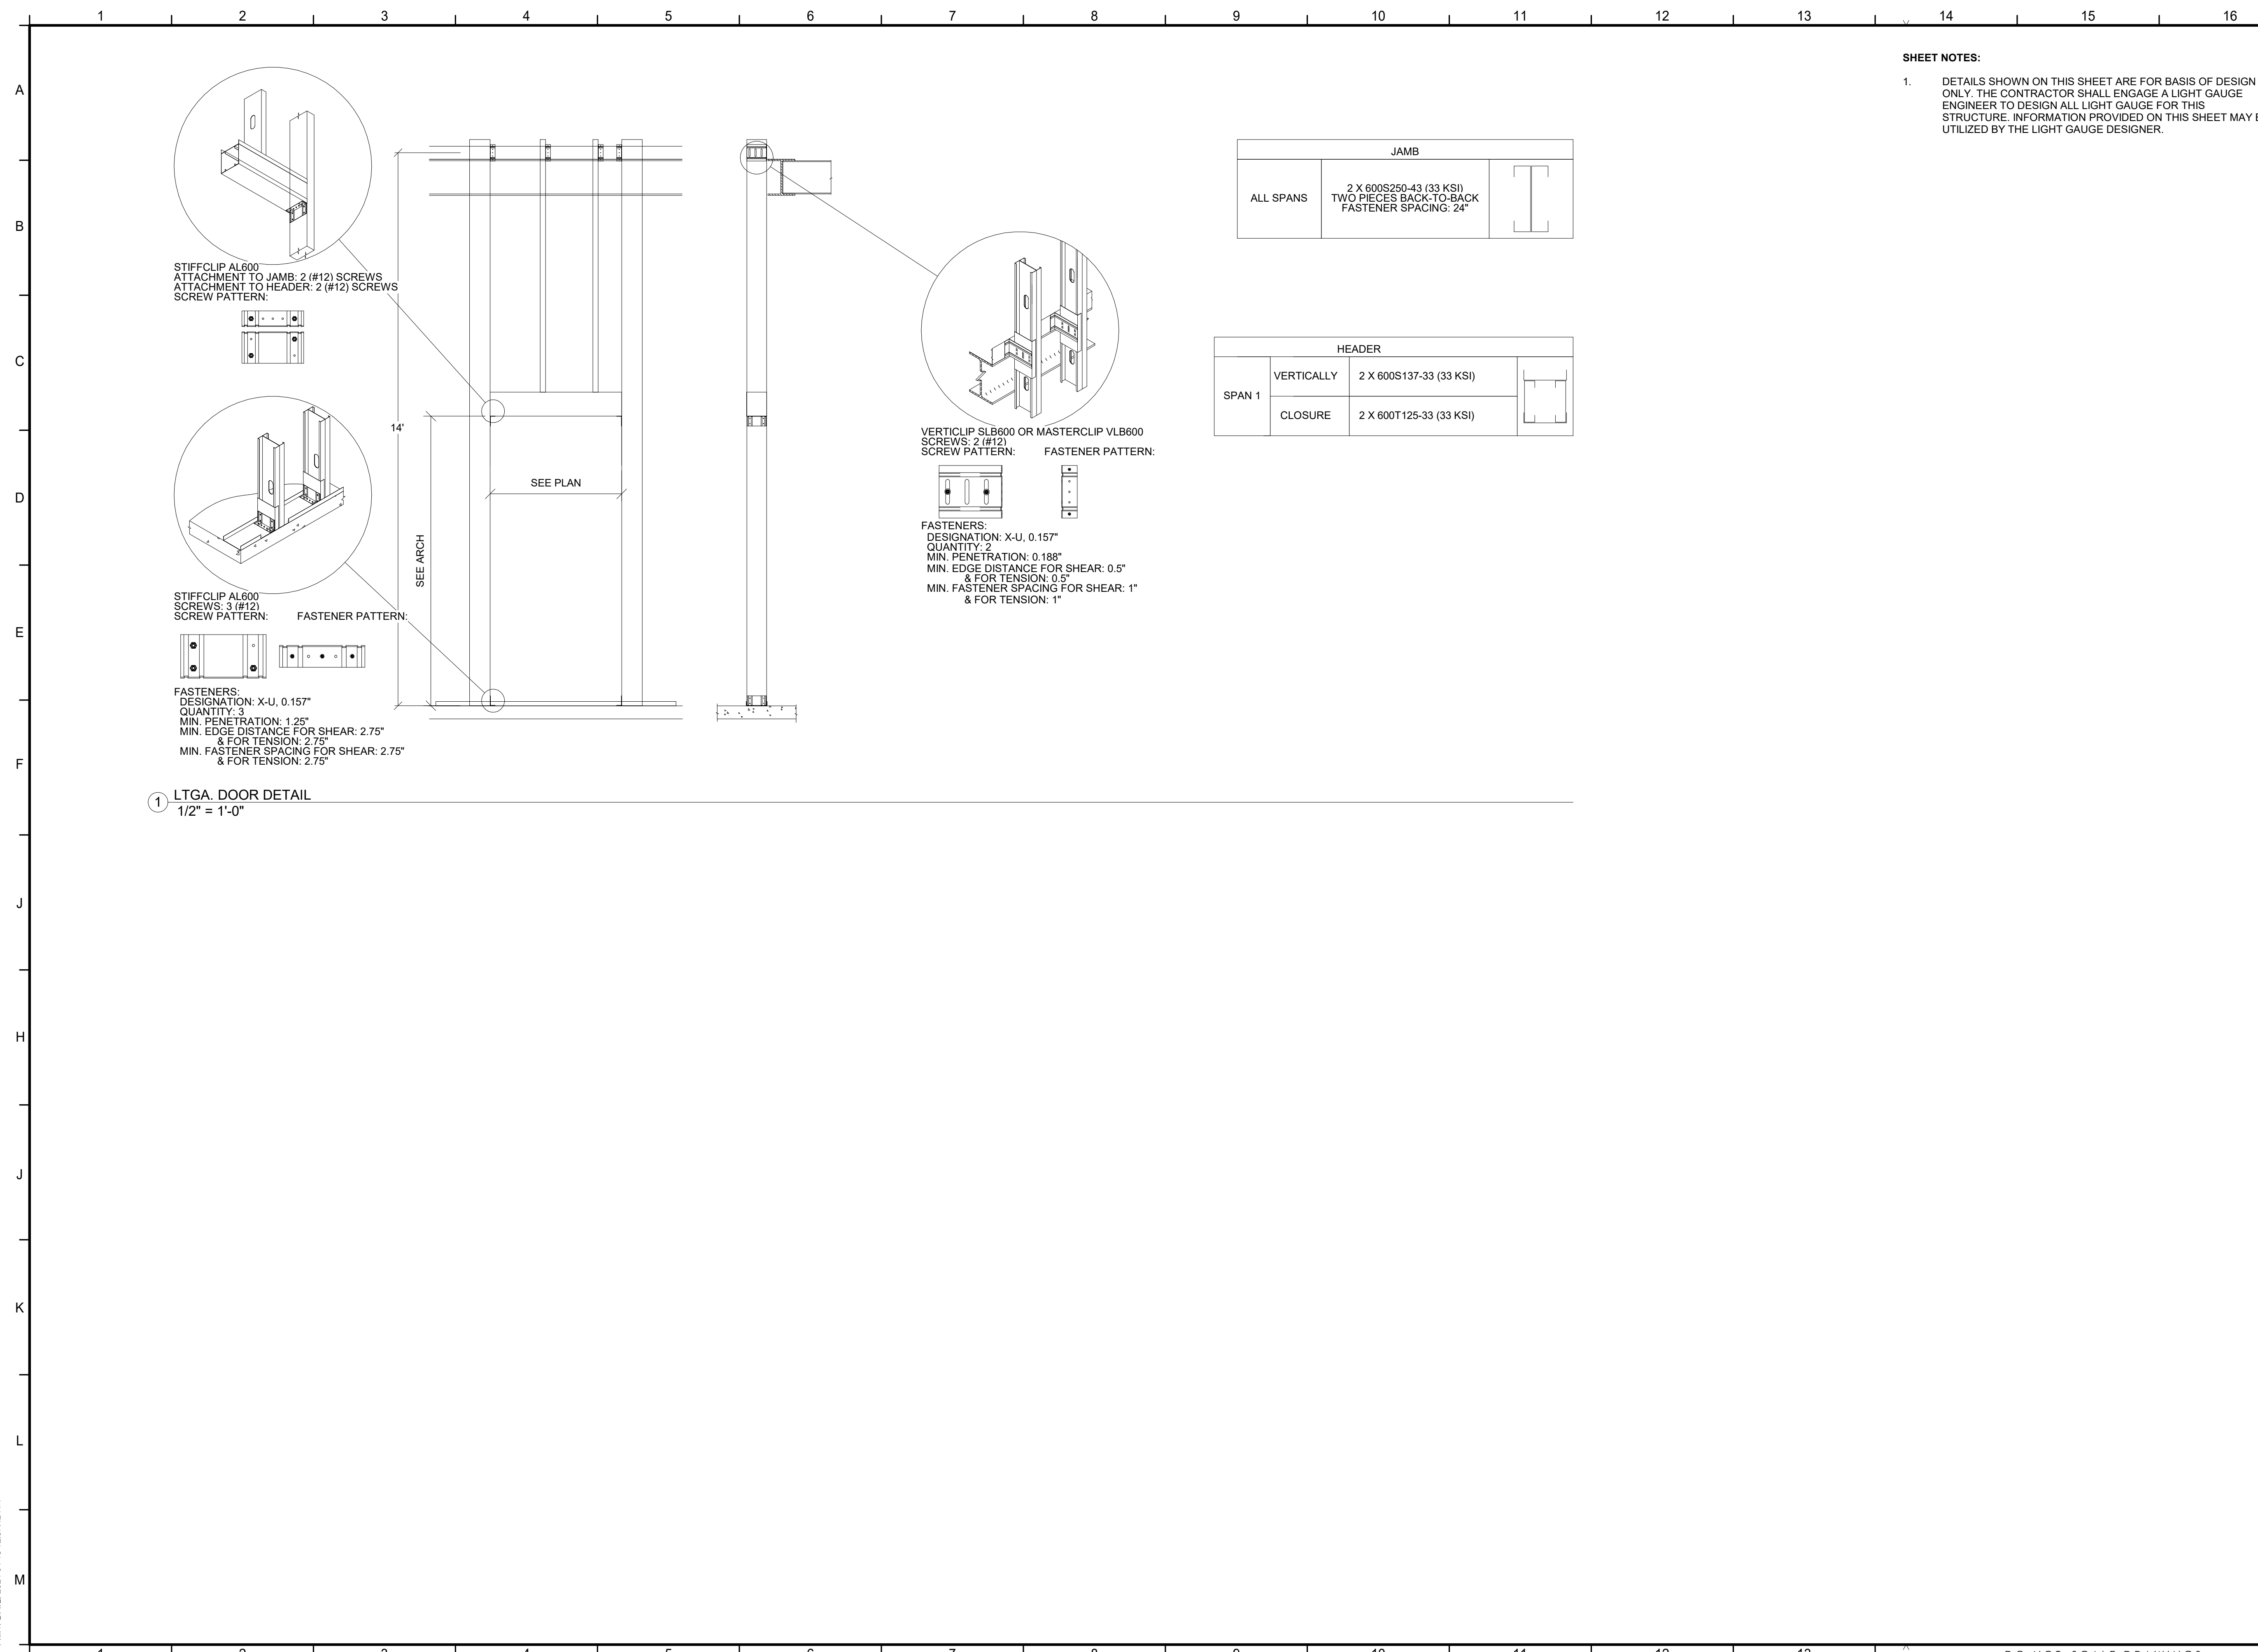 1 2 3 4 5 6 7 8 9 10 11 12 13 14 15 16
A
B
C
D
E
F
J
H
J
K
L
M
SHEET NOTES:
1. DETAILS SHOWN ON THIS SHEET ARE FOR BASIS OF DESIGN
ONLY. THE CONTRACTOR SHALL ENGAGE A LIGHT GAUGE
ENGINEER TO DESIGN ALL LIGHT GAUGE FOR THIS
STRUCTURE. INFORMATION PROVIDED ON THIS SHEET MAY
UTILIZED BY THE LIGHT GAUGE DESIGNER.
STIFFCLIP AL600
ATTACHMENT TO JAMB: 2 (#12) SCREWS
ATTACHMENT TO HEADER: 2 (#12) SCREWS
SCREW PATTERN:
STIFFCLIP AL600
SCREWS: 3 (#12)
SCREW PATTERN: FASTENER PATTERN:
FASTENERS:
DESIGNATION: X-U, 0.157"
QUANTITY: 3
MIN. PENETRATION: 1.25"
MIN. EDGE DISTANCE FOR SHEAR: 2.75"
& FOR TENSION: 2.75"
MIN. FASTENER SPACING FOR SHEAR: 2.75"
& FOR TENSION: 2.75"
14'
SEE ARCH
SEE PLAN
VERTICLIP SLB600 OR MASTERCLIP VLB600
SCREWS: 2 (#12)
SCREW PATTERN: FASTENER PATTERN:
FASTENERS:
DESIGNATION: X-U, 0.157"
QUANTITY: 2
MIN. PENETRATION: 0.188"
MIN. EDGE DISTANCE FOR SHEAR: 0.5"
& FOR TENSION: 0.5"
MIN. FASTENER SPACING FOR SHEAR: 1"
& FOR TENSION: 1"
JAMB
ALL SPANS
2 X 600S250-43 (33 KSI)
TWO PIECES BACK-TO-BACK
FASTENER SPACING: 24"
HEADER
SPAN 1
VERTICALLY 2 X 600S137-33 (33 KSI)
CLOSURE 2 X 600T125-33 (33 KSI)
1 LTGA. DOOR DETAIL
1/2" = 1'-0"